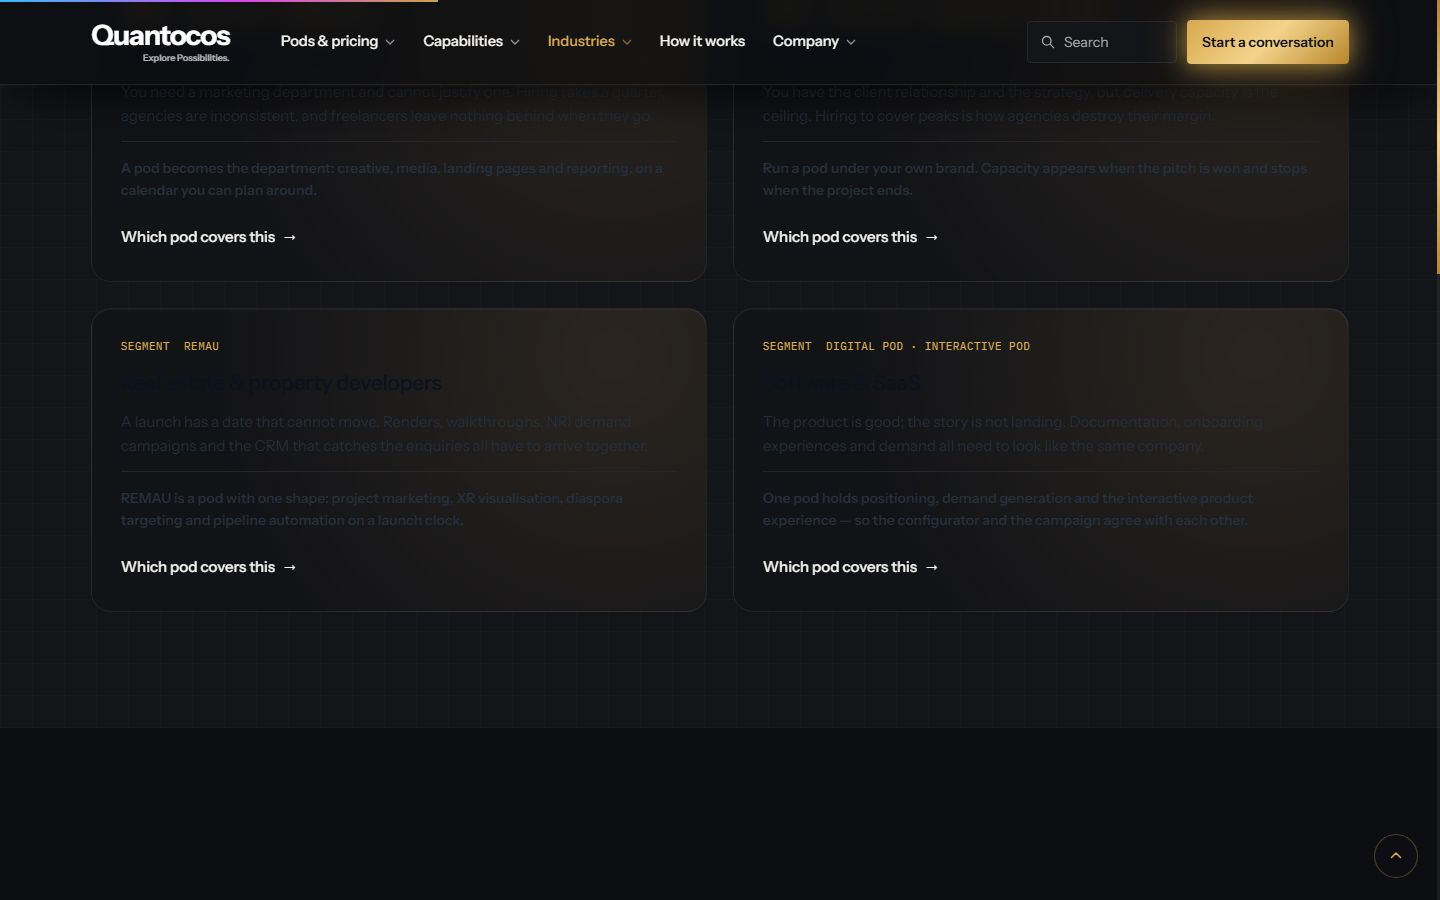 Quantocos
Explore Possibilities.
Pods & pricing
Capabilities
Industries
How it works
Company
Search
Start a conversation
You need a marketing department and cannot justify one. Hiring takes a quarter,
agencies are inconsistent, and freelancers leave nothing behind when they go.
A pod becomes the department: creative, media, landing pages and reporting, on a
calendar you can plan around.
Which pod covers this →
You have the client relationship and the strategy, but delivery capacity is the
ceiling. Hiring to cover peaks is how agencies destroy their margin.
Run a pod under your own brand. Capacity appears when the pitch is won and stops
when the project ends.
Which pod covers this →
SEGMENT REMAU
Real estate & property developers
A launch has a date that cannot move. Renders, walkthroughs, NRI demand
campaigns and the CRM that catches the enquiries all have to arrive together.
REMAU is a pod with one shape: project marketing, XR visualisation, diaspora
targeting and pipeline automation on a launch clock.
Which pod covers this →
SEGMENT DIGITAL POD · INTERACTIVE POD
Software & SaaS
The product is good; the story is not landing. Documentation, onboarding
experiences and demand all need to look like the same company.
One pod holds positioning, demand generation and the interactive product
experience — so the configurator and the campaign agree with each other.
Which pod covers this →